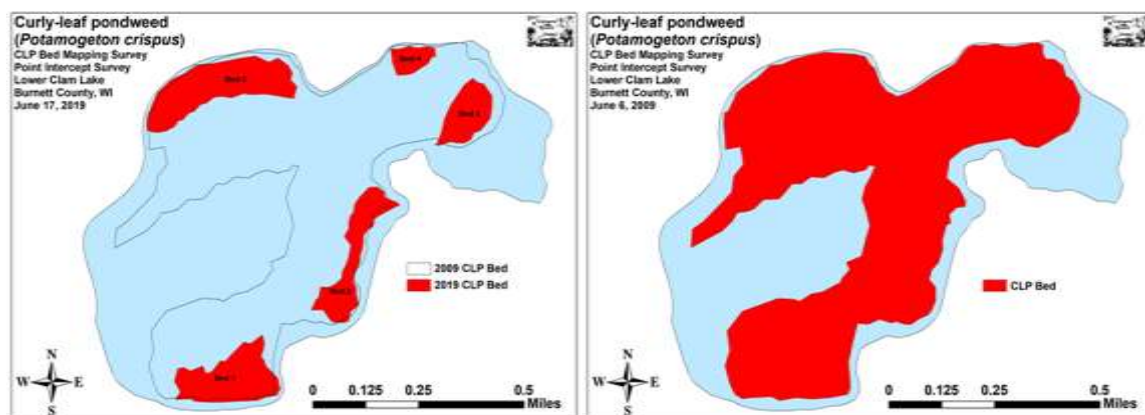 Curly-leaf pondweed
(Potamogeton crispus)
CLP Bed Mapping Survey
Point Intercept Survey
Lower Clam Lake
Burnett County, WI
June 17, 2019
Bed 1
2009 CLP Bed
2019 CLP Bed
N
W E
S
0 0.125 0.25 0.5
Miles
Curly-leaf pondweed
(Potamogeton crispus)
CLP Bed Mapping Survey
Point Intercept Survey
Lower Clam Lake
Burnett County, WI
June 6, 2009
CLP Bed
N
W E
S
0 0.125 0.25 0.5
Miles